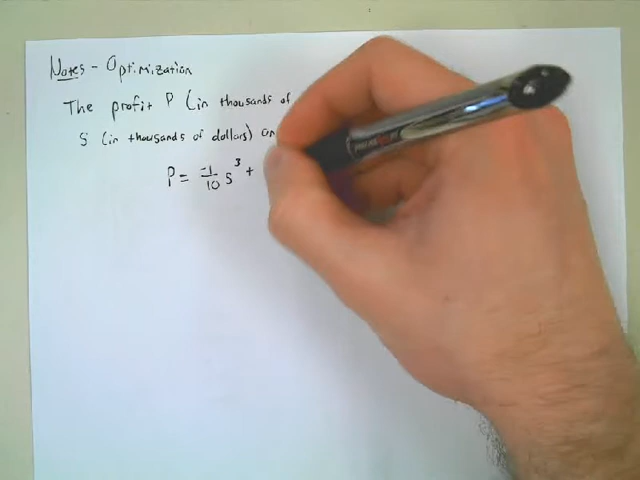 Notes - Optimization
The profit P (in thousands of
S (in thousands of dollars) on
P = -1/10 S³ +